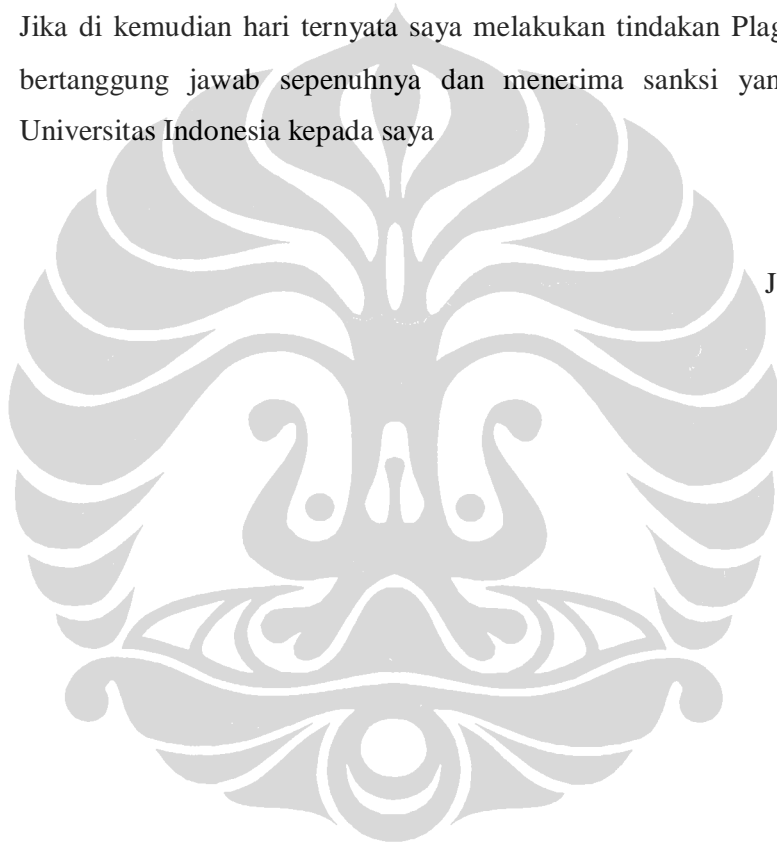 Jika di kemudian hari ternyata saya melakukan tindakan Plag
bertanggung jawab sepenuhnya dan menerima sanksi yan
Universitas Indonesia kepada saya
J